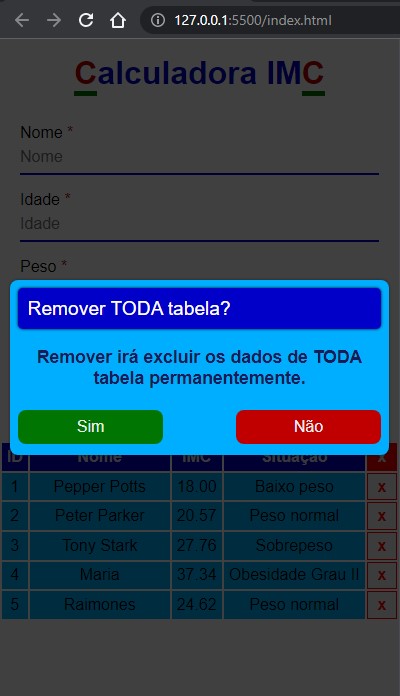 127.0.0.1:5500/index.html
Calculadora IMC
Nome *
Nome
Idade *
Idade
Peso *
Remover TODA tabela?
Remover irá excluir os dados de TODA
tabela permanentemente.
Sim Não
ID Nome IMC Situação x
1 Pepper Potts 18.00 Baixo peso x
2 Peter Parker 20.57 Peso normal x
3 Tony Stark 27.76 Sobrepeso x
4 Maria 37.34 Obesidade Grau II x
5 Raimones 24.62 Peso normal x